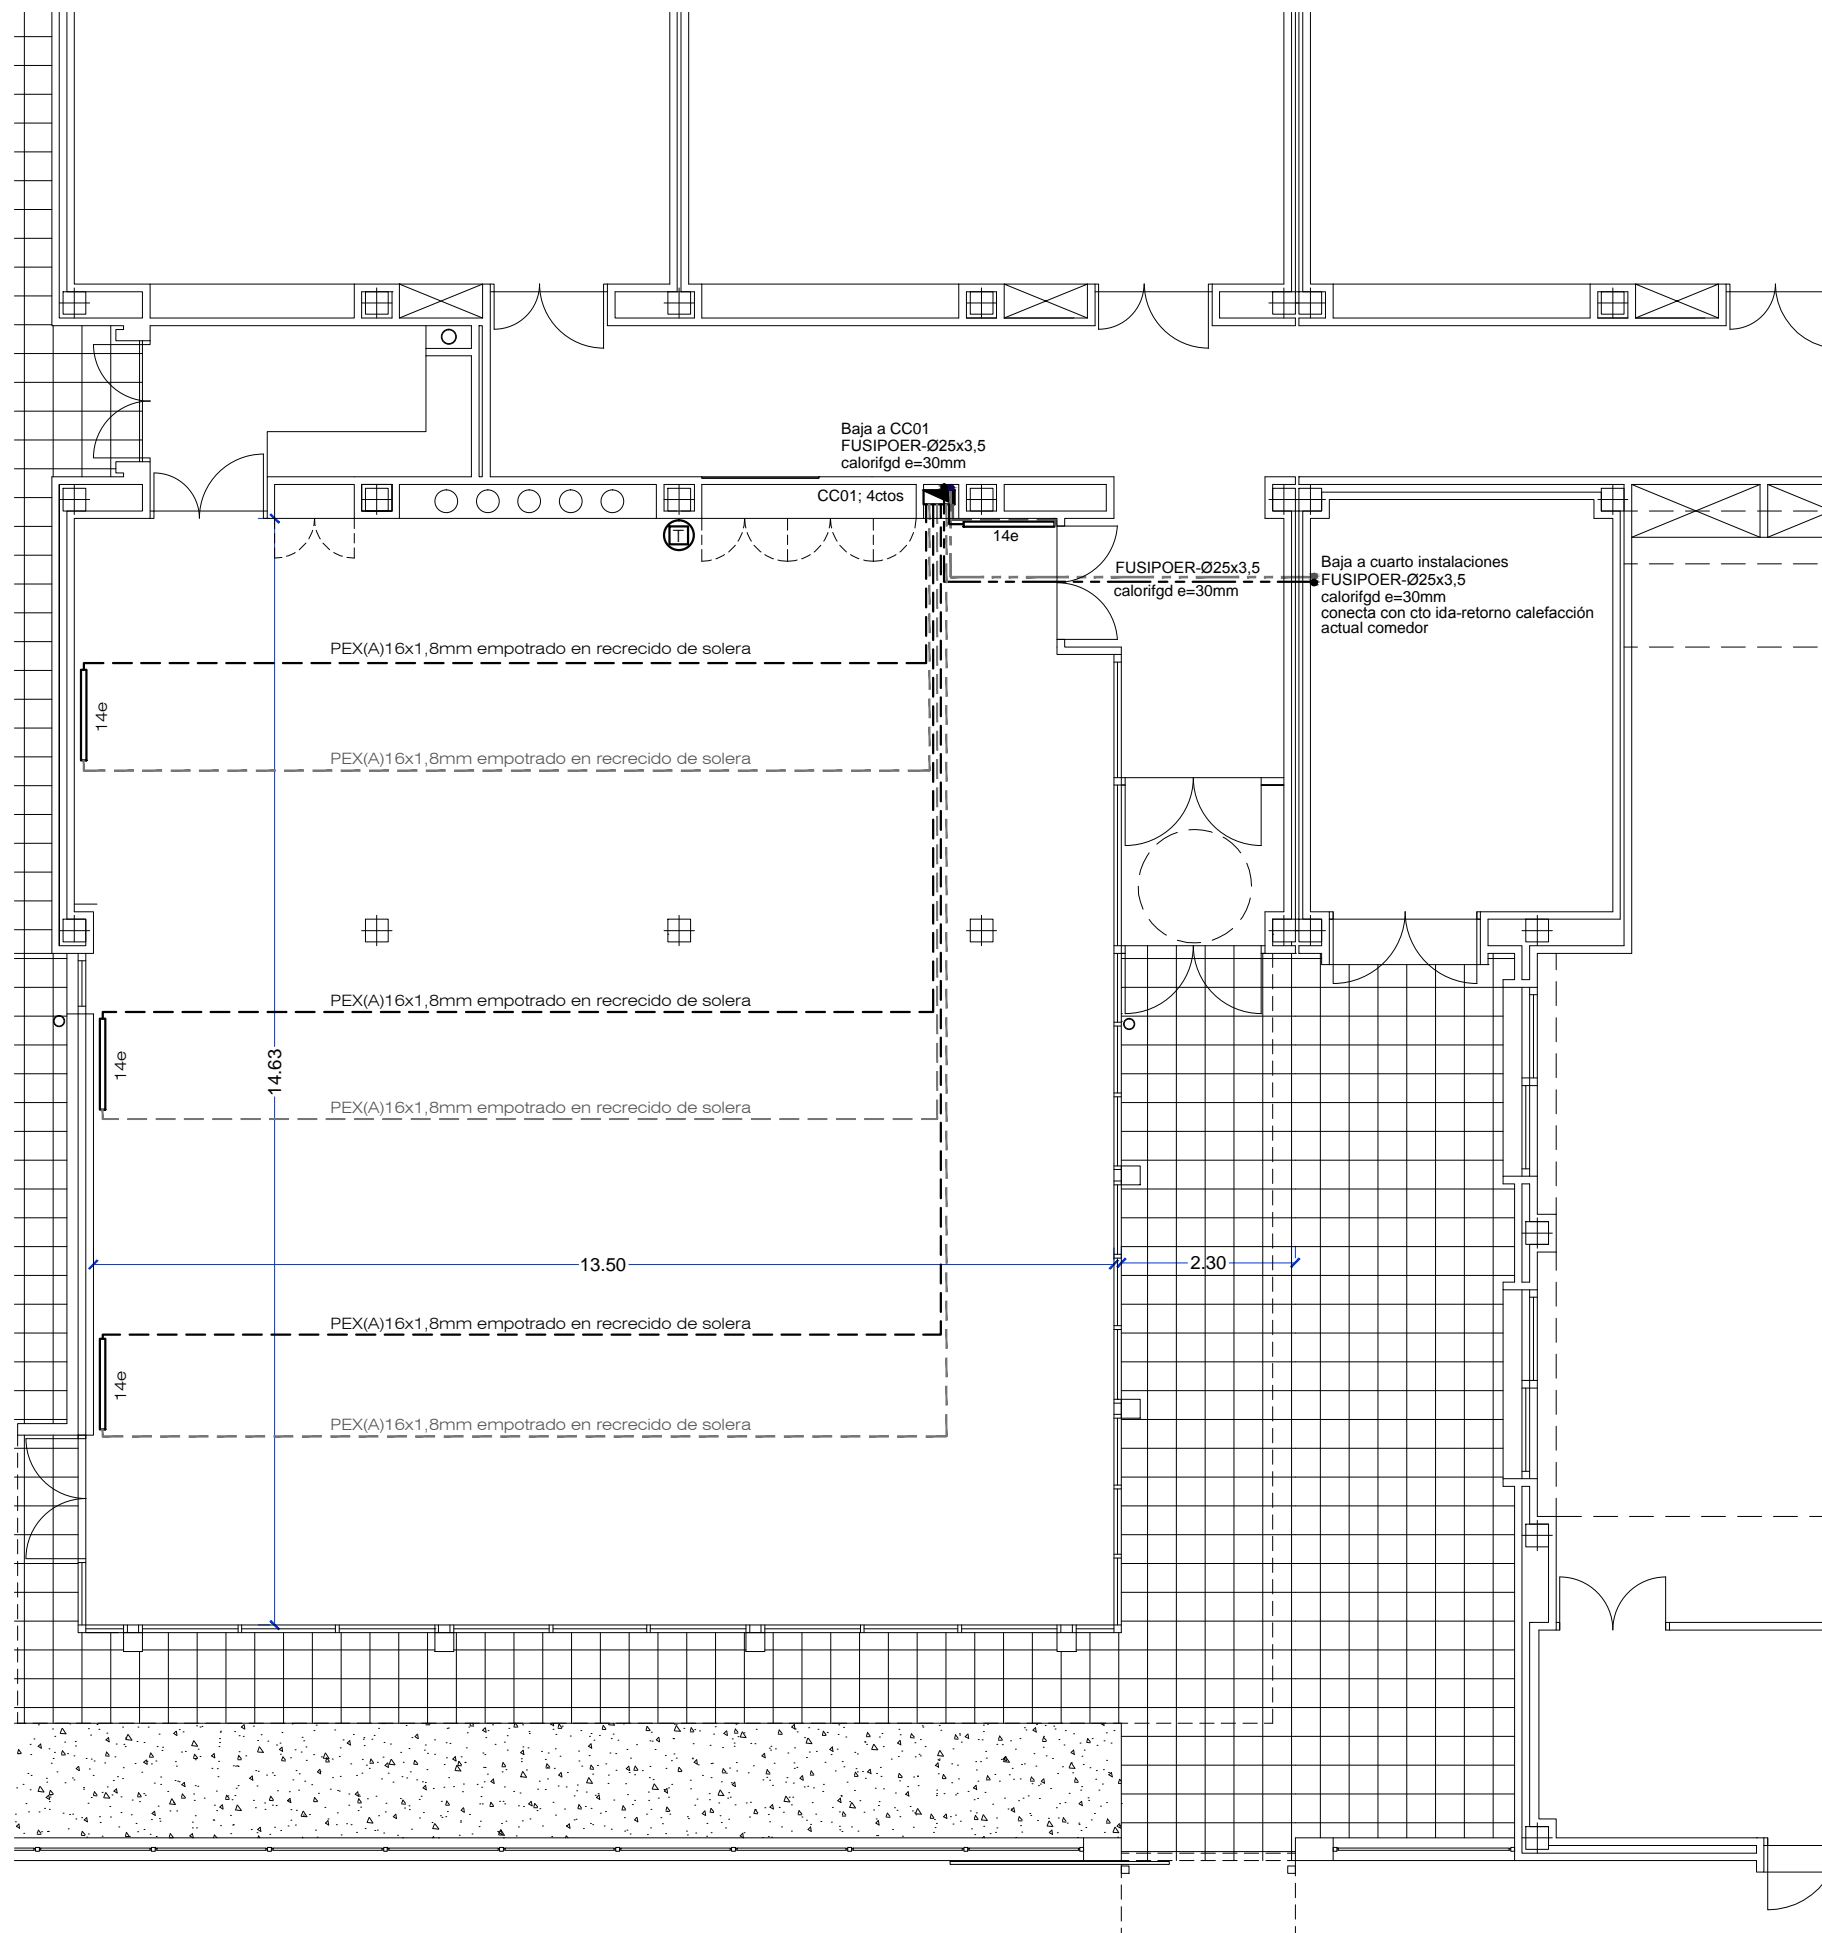 Baja a CC01
FUSIPOER-Ø25x3,5
calorifgd e=30mm
CC01; 4ctos
T
14e
FUSIPOER-Ø25x3,5
calorifgd e=30mm
Baja a cuarto instalaciones
FUSIPOER-Ø25x3,5
calorifgd e=30mm
conecta con cto ida-retorno calefacción
actual comedor
PEX(A)16x1,8mm empotrado en recrecido de solera
14e
PEX(A)16x1,8mm empotrado en recrecido de solera
PEX(A)16x1,8mm empotrado en recrecido de solera
14e
14.63
PEX(A)16x1,8mm empotrado en recrecido de solera
13.50
2.30
PEX(A)16x1,8mm empotrado en recrecido de solera
14e
PEX(A)16x1,8mm empotrado en recrecido de solera